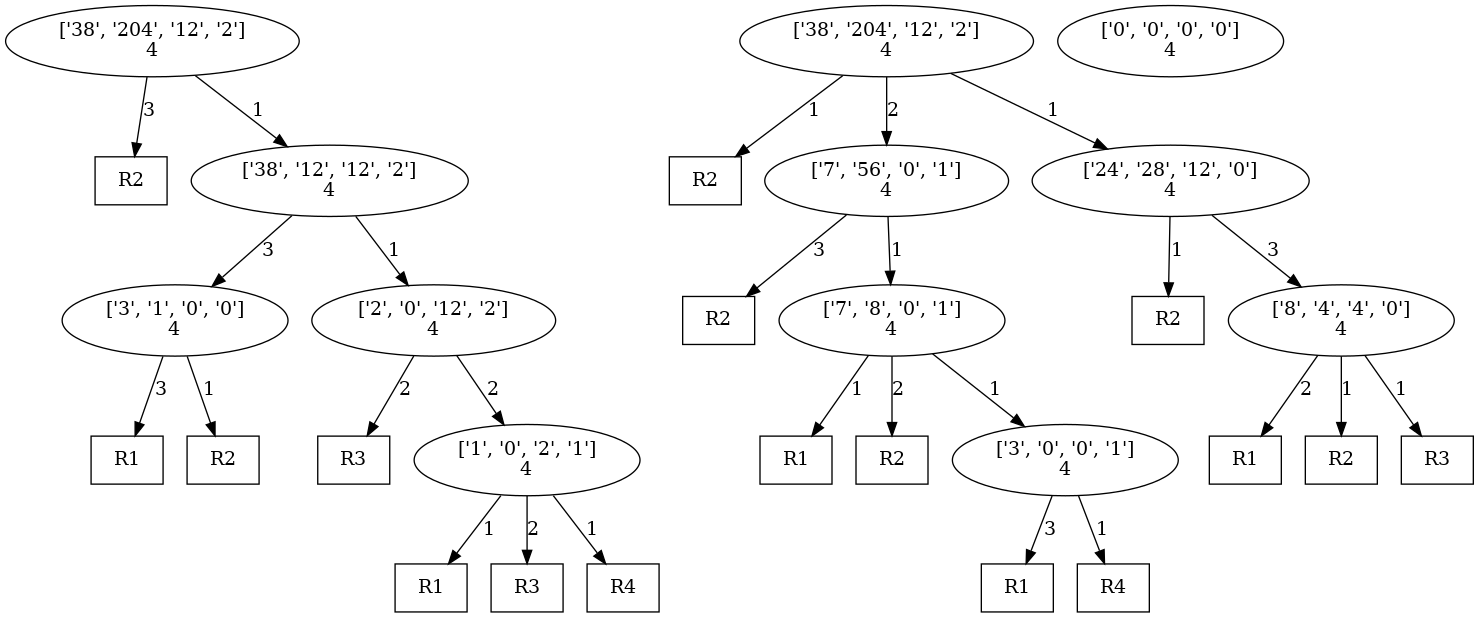 ['38', '204', '12', '2']
4
['38', '204', '12', '2']
4
['0', '0', '0', '0']
4
3
1
1
2
1
R2
['38', '12', '12', '2']
4
R2
['7', '56', '0', '1']
4
['24', '28', '12', '0']
4
3
1
3
1
1
3
['3', '1', '0', '0']
4
['2', '0', '12', '2']
4
R2
['7', '8', '0', '1']
4
R2
['8', '4', '4', '0']
4
3
1
2
2
1
2
1
2
1
1
R1
R2
R3
['1', '0', '2', '1']
4
R1
R2
['3', '0', '0', '1']
4
R1
R2
R3
1
2
1
3
1
R1
R3
R4
R1
R4